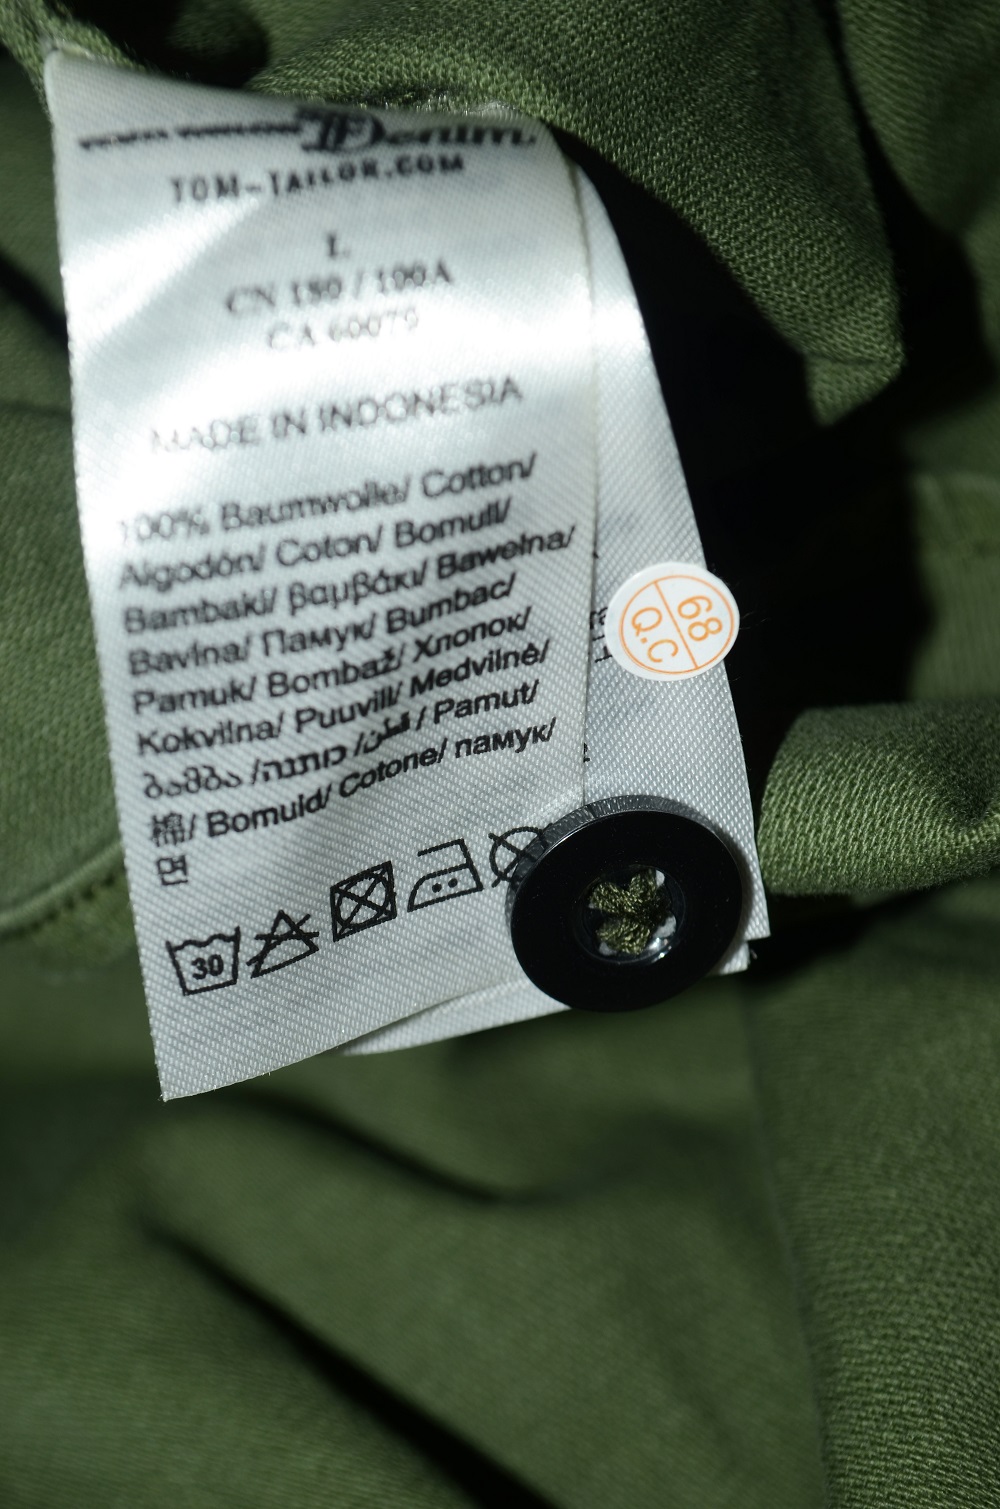 Denim
TOM-TAILOR.COM
L
CN 180 / 100A
CA 60079
MADE IN INDONESIA
100% Baumwolle/ Cotton/
Algodón/ Coton/ Bomull/
Bambaki/ βαμβάκι/ Bawełna/
Bavlna/ Памук/ Bumbac/
Pamuk/ Bombaž/ Хлопок/
Kokvilna/ Puuvill/ Medvilnė/
ბამბა /כותנה /قطن / Pamut/
棉/ Bomuld/ Cotone/ памук/
면
30
68
Q.C